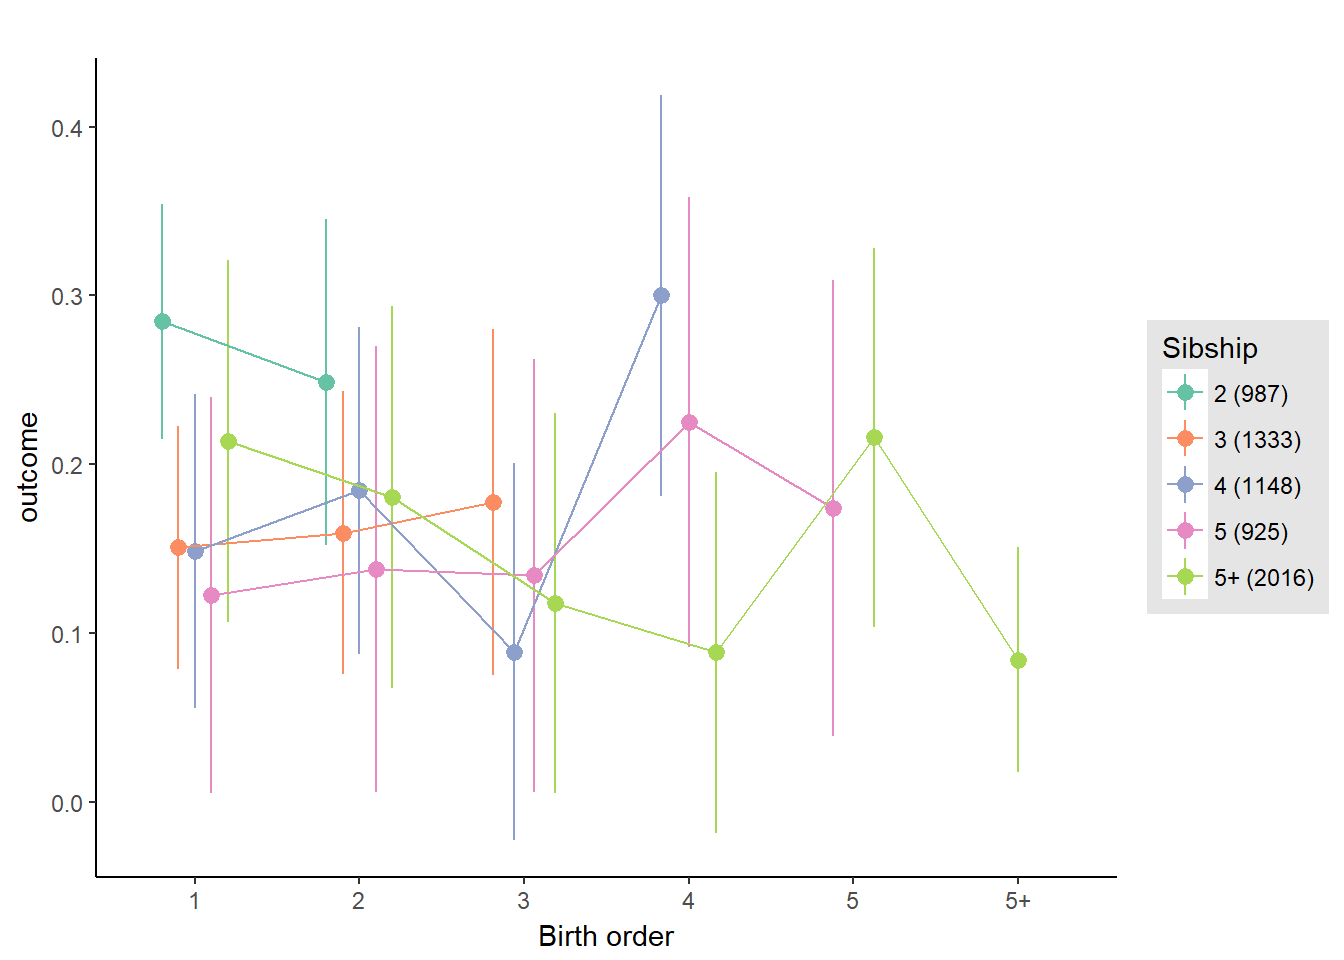 0.4
0.3
0.2
0.1
0.0
outcome
1 2 3 4 5 5+
Birth order
Sibship
2 (987)
3 (1333)
4 (1148)
5 (925)
5+ (2016)